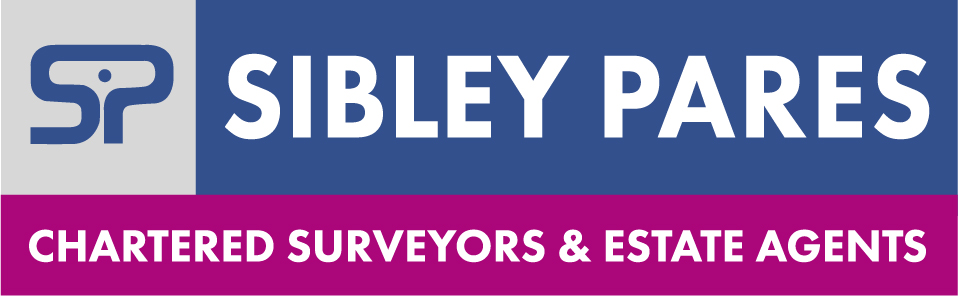 SP
SIBLEY PARES
CHARTERED SURVEYORS & ESTATE AGENTS